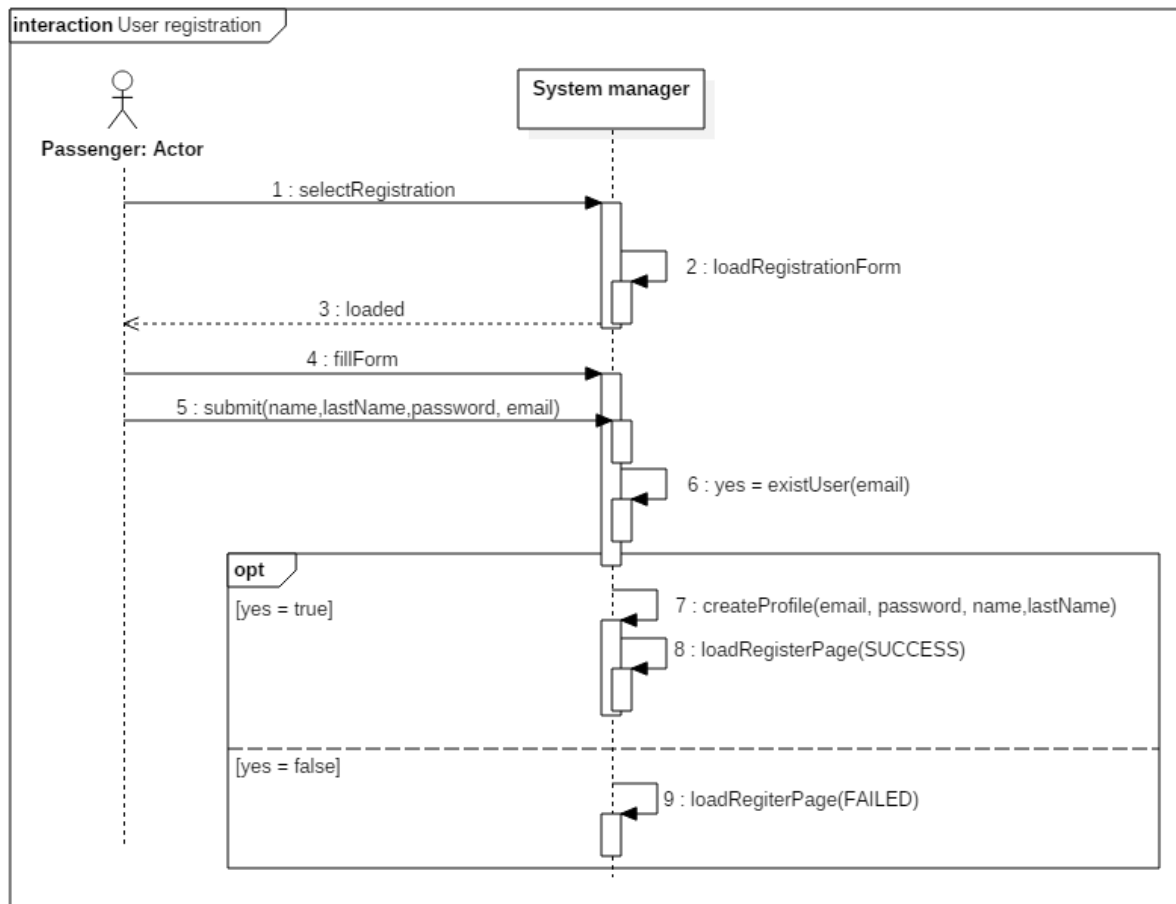 interaction User registration
System manager
Passenger: Actor
1 : selectRegistration
2 : loadRegistrationForm
3 : loaded
4 : fillForm
5 : submit(name,lastName,password, email)
6 : yes = existUser(email)
opt
[yes = true]
7 : createProfile(email, password, name,lastName)
8 : loadRegisterPage(SUCCESS)
[yes = false]
9 : loadRegiterPage(FAILED)